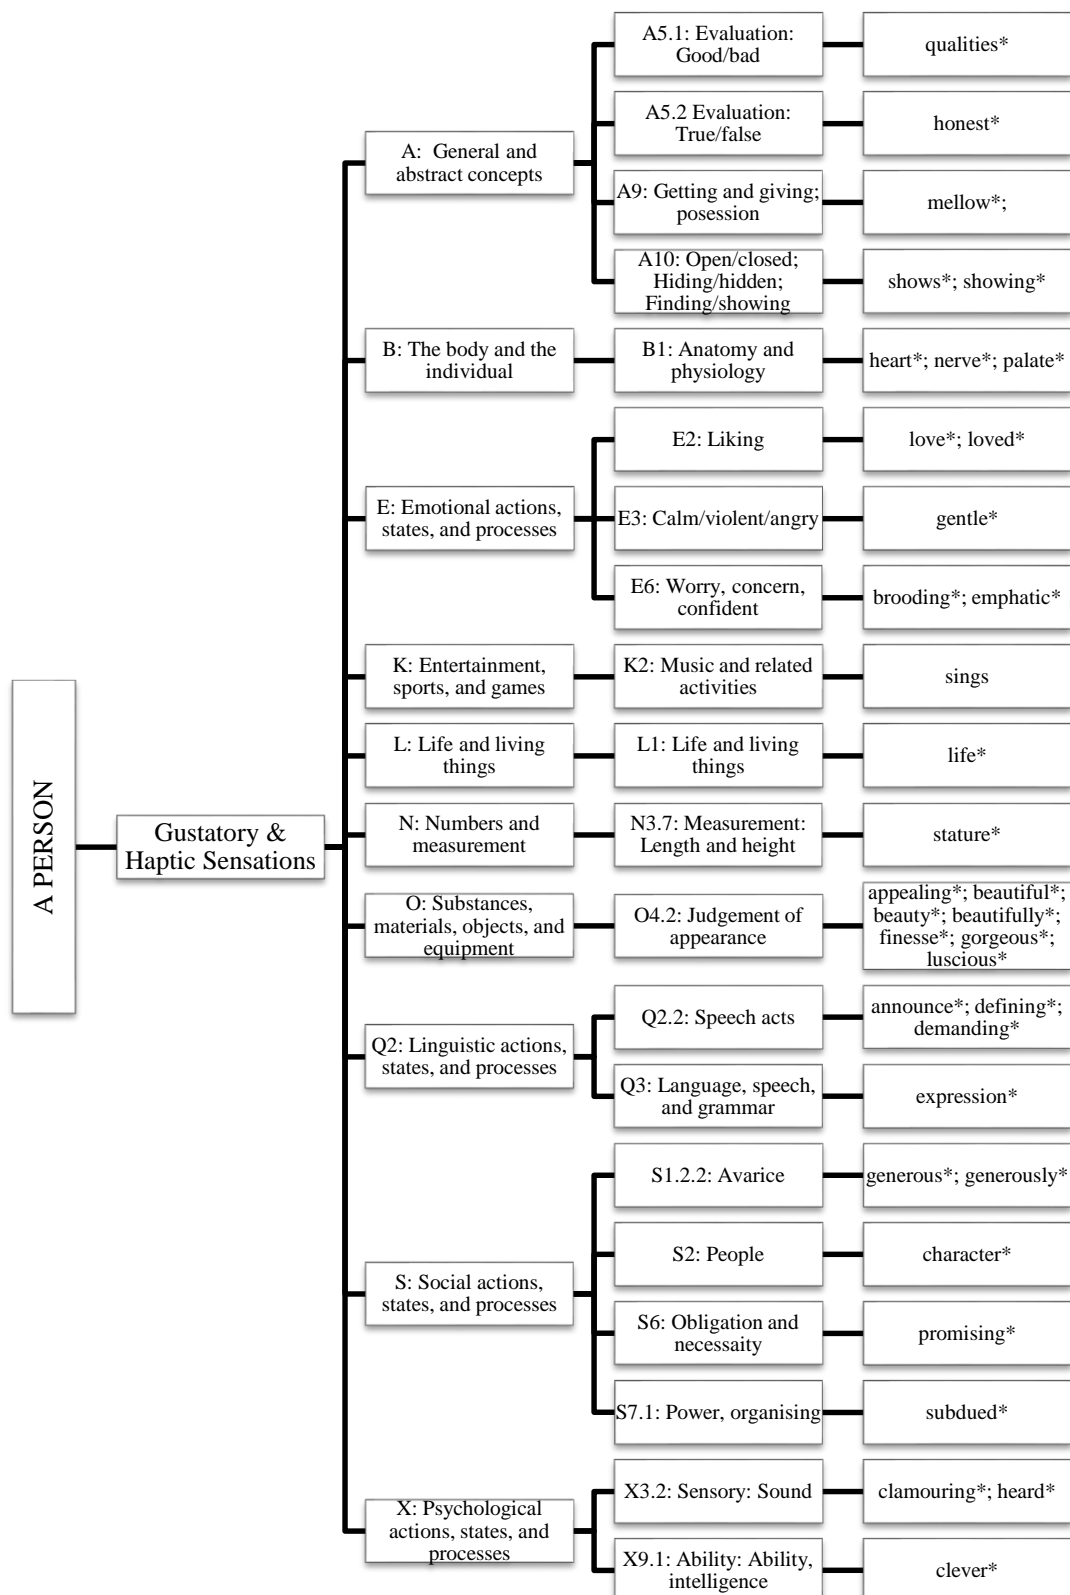 A PERSON
Gustatory &
Haptic Sensations
A:  General and
abstract concepts
A5.1: Evaluation:
Good/bad
qualities*
A5.2 Evaluation:
True/false
honest*
A9: Getting and giving;
posession
mellow*;
A10: Open/closed;
Hiding/hidden;
Finding/showing
shows*; showing*
B: The body and the
individual
B1: Anatomy and
physiology
heart*; nerve*; palate*
E: Emotional actions,
states, and processes
E2: Liking
love*; loved*
E3: Calm/violent/angry
gentle*
E6: Worry, concern,
confident
brooding*; emphatic*
K: Entertainment,
sports, and games
K2: Music and related
activities
sings
L: Life and living
things
L1: Life and living
things
life*
N: Numbers and
measurement
N3.7: Measurement:
Length and height
stature*
O: Substances,
materials, objects, and
equipment
O4.2: Judgement of
appearance
appealing*; beautiful*;
beauty*; beautifully*;
finesse*; gorgeous*;
luscious*
Q2: Linguistic actions,
states, and processes
Q2.2: Speech acts
announce*; defining*;
demanding*
Q3: Language, speech,
and grammar
expression*
S: Social actions,
states, and processes
S1.2.2: Avarice
generous*; generously*
S2: People
character*
S6: Obligation and
necessaity
promising*
S7.1: Power, organising
subdued*
X: Psychological
actions, states, and
processes
X3.2: Sensory: Sound
clamouring*; heard*
X9.1: Ability: Ability,
intelligence
clever*